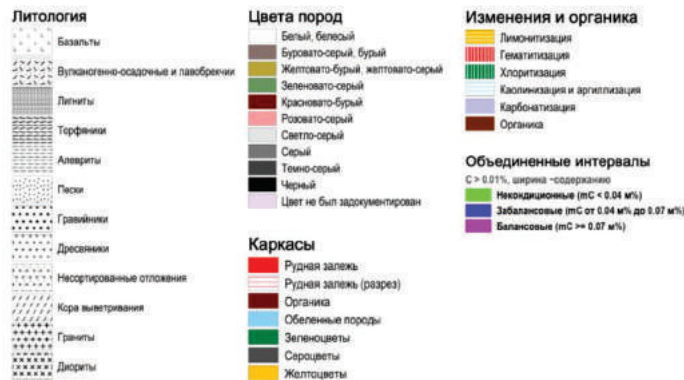 Литология
Базальты
Вулканогенно-осадочные и лавобрекчии
Лигниты
Торфяники
Алевриты
Пески
Гравийники
Дресвяники
Несортированные отложения
Кора выветривания
Граниты
Диориты
Цвета пород
Белый, белесый
Буровато-серый, бурый
Желтовато-бурый, желтовато-серый
Зеленовато-серый
Красновато-бурый
Розовато-серый
Светло-серый
Серый
Темно-серый
Черный
Цвет не был задокументирован
Каркасы
Рудная залежь
Рудная залежь (разрез)
Органика
Обеленные породы
Зеленоцветы
Сероцветы
Желтоцветы
Изменения и органика
Лимонитизация
Гематитизация
Хлоритизация
Каолинизация и аргиллизация
Карбонатизация
Органика
Объединенные интервалы
С > 0.01%, ширина ~содержанию
Некондиционные (mC < 0.04 м%)
Забалансовые (mC от 0.04 м% до 0.07 м%)
Балансовые (mC >= 0.07 м%)